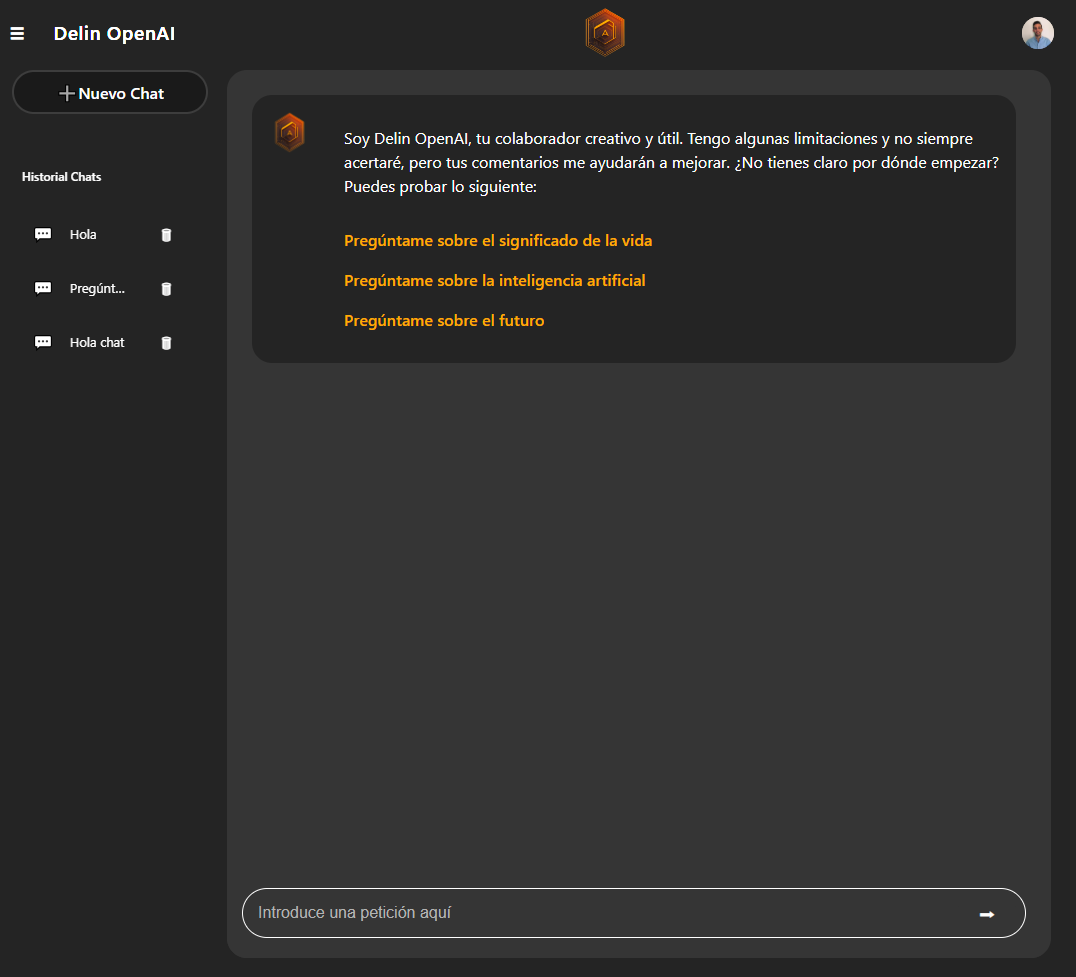 Delin OpenAI
A
Nuevo Chat
Historial Chats
Hola
Pregúnt...
Hola chat
A
Soy Delin OpenAI, tu colaborador creativo y útil. Tengo algunas limitaciones y no siempre
acertaré, pero tus comentarios me ayudarán a mejorar. ¿No tienes claro por dónde empezar?
Puedes probar lo siguiente:
Pregúntame sobre el significado de la vida
Pregúntame sobre la inteligencia artificial
Pregúntame sobre el futuro
Introduce una petición aquí